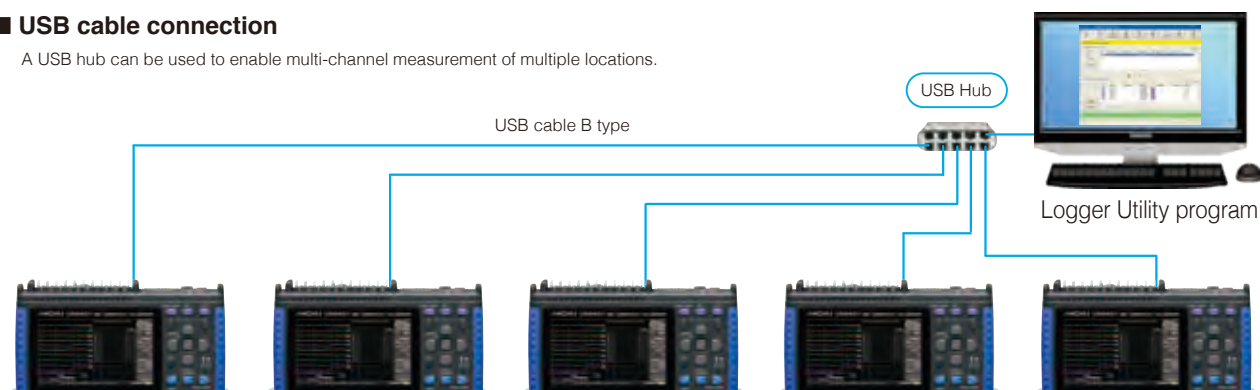 ■ USB cable connection
A USB hub can be used to enable multi-channel measurement of multiple locations.
USB Hub
USB cable B type
Logger Utility program